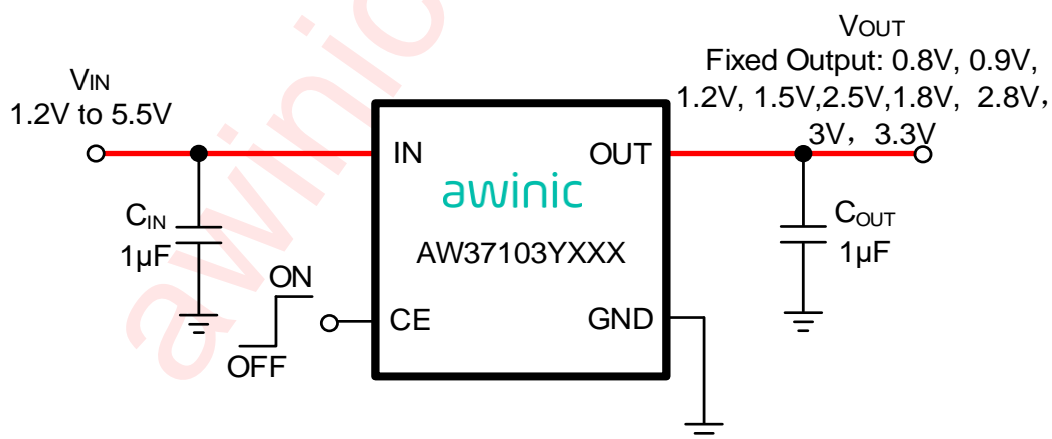 VOUT
Fixed Output: 0.8V, 0.9V,
1.2V, 1.5V,2.5V,1.8V, 2.8V，
3V， 3.3V
VIN
1.2V to 5.5V
IN
OUT
awinic
AW37103YXXX
CIN
1µF
COUT
1µF
ON
OFF
CE
GND
awinic